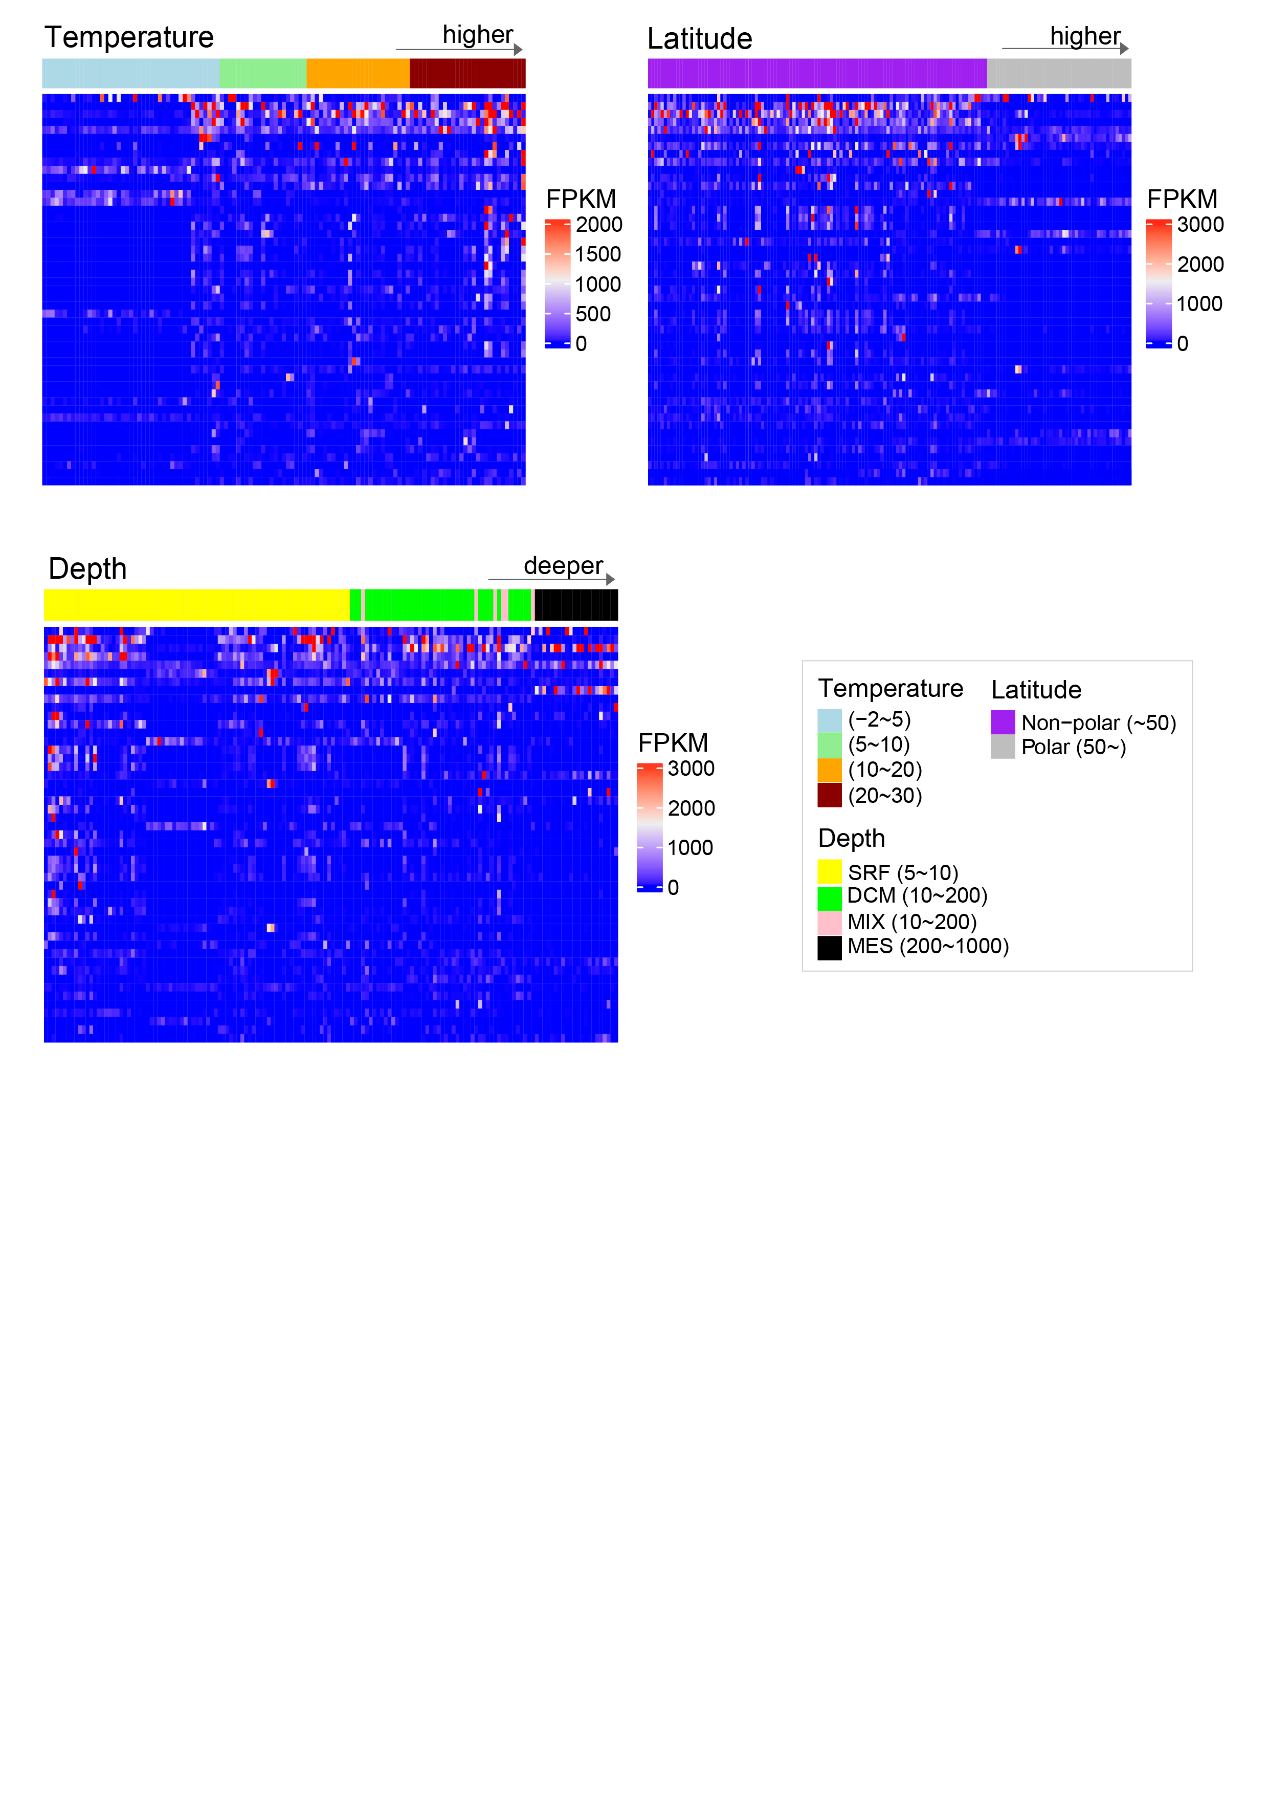 Temperature
higher
FPKM
2000
1500
1000
500
0
Latitude
higher
FPKM
3000
2000
1000
0
Depth
deeper
FPKM
3000
2000
1000
0
Temperature
(−2~5)
(5~10)
(10~20)
(20~30)
Latitude
Non−polar (~50)
Polar (50~)
Depth
SRF (5~10)
DCM (10~200)
MIX (10~200)
MES (200~1000)